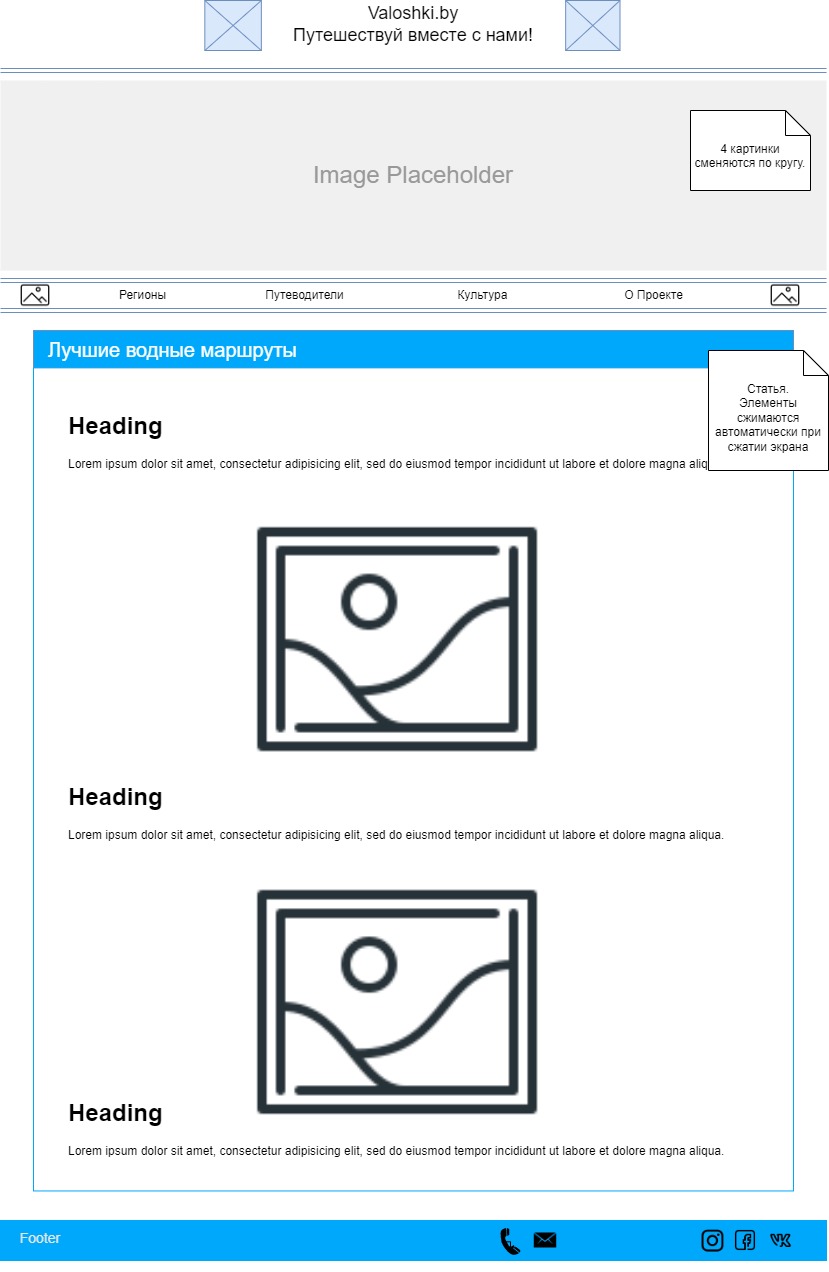 Valoshki.by
Путешествуй вместе с нами!
4 картинки
сменяются по кругу.
Image Placeholder
Регионы Путеводители Культура О Проекте
Лучшие водные маршруты
Статья.
Элементы
сжимаются
автоматически при
сжатии экрана
Heading
Lorem ipsum dolor sit amet, consectetur adipisicing elit, sed do eiusmod tempor incididunt ut labore et dolore magna aliq
Heading
Lorem ipsum dolor sit amet, consectetur adipisicing elit, sed do eiusmod tempor incididunt ut labore et dolore magna aliqua.
Heading
Lorem ipsum dolor sit amet, consectetur adipisicing elit, sed do eiusmod tempor incididunt ut labore et dolore magna aliqua.
Footer